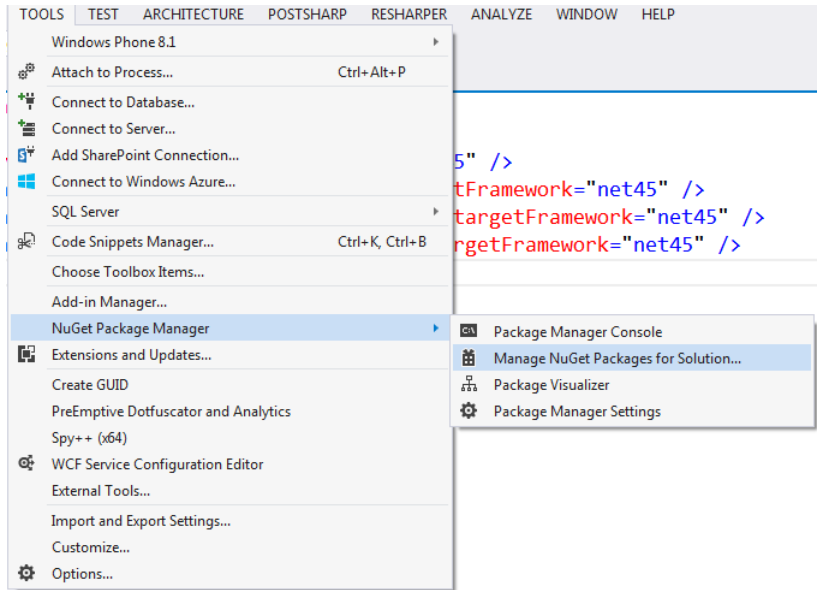 TOOLS TEST ARCHITECTURE POSTSHARP RESHARPER ANALYZE WINDOW HELP
Windows Phone 8.1
Attach to Process... Ctrl+Alt+P
Connect to Database...
Connect to Server...
Add SharePoint Connection...
5" />
Connect to Windows Azure...
tFramework="net45" />
SQL Server
targetFramework="net45" />
Code Snippets Manager... Ctrl+K, Ctrl+B
rgetFramework="net45" />
Choose Toolbox Items...
Add-in Manager...
NuGet Package Manager
Extensions and Updates...
Create GUID
PreEmptive Dotfuscator and Analytics
Spy++ (x64)
WCF Service Configuration Editor
External Tools...
Import and Export Settings...
Customize...
Options...
Package Manager Console
Manage NuGet Packages for Solution...
Package Visualizer
Package Manager Settings